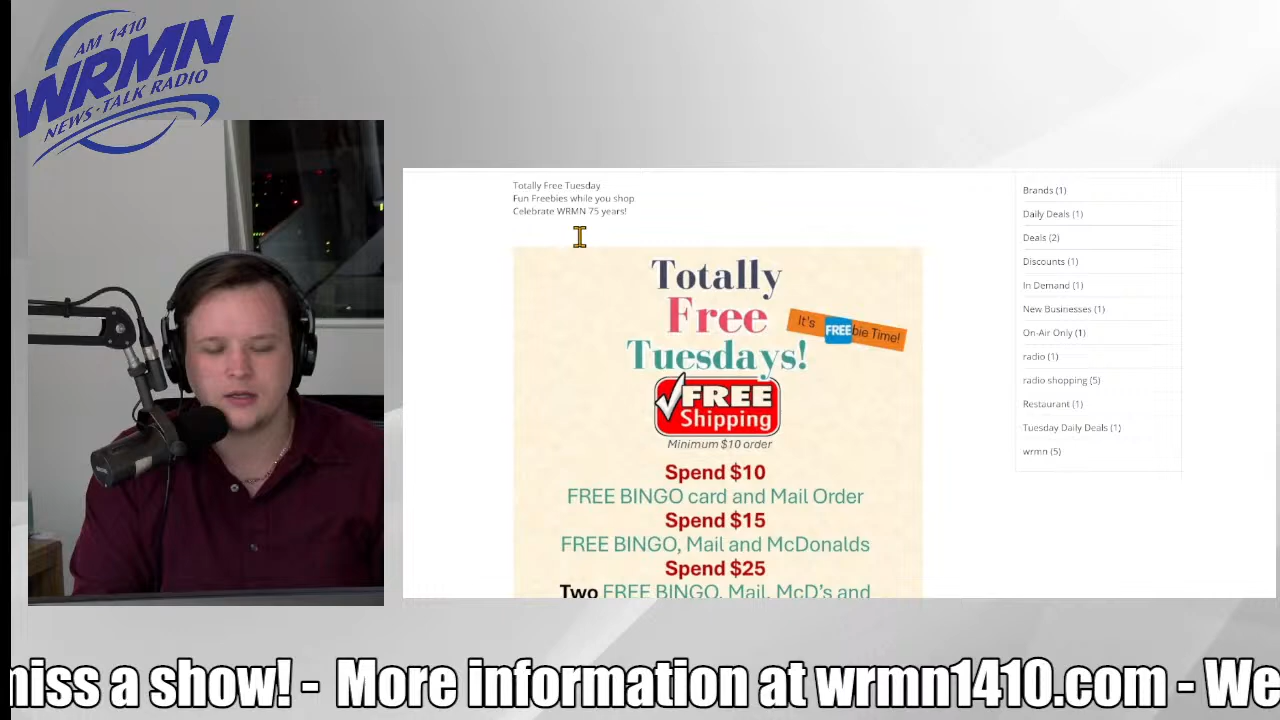 AM 1410
WRMN
NEWS·TALK RADIO
Totally Free Tuesday
Fun Freebies while you shop
Celebrate WRMN 75 years!
Totally
Free
Tuesdays!
It's FREEbie Time!
FREE
Shipping
Minimum $10 order
Spend $10
FREE BINGO card and Mail Order
Spend $15
FREE BINGO, Mail and McDonalds
Spend $25
Two FREE BINGO, Mail, McD's and
Brands (1)
Daily Deals (1)
Deals (2)
Discounts (1)
In Demand (1)
New Businesses (1)
On-Air Only (1)
radio (1)
radio shopping (5)
Restaurant (1)
Tuesday Daily Deals (1)
wrmn (5)
miss a show! - More information at wrmn1410.com - We